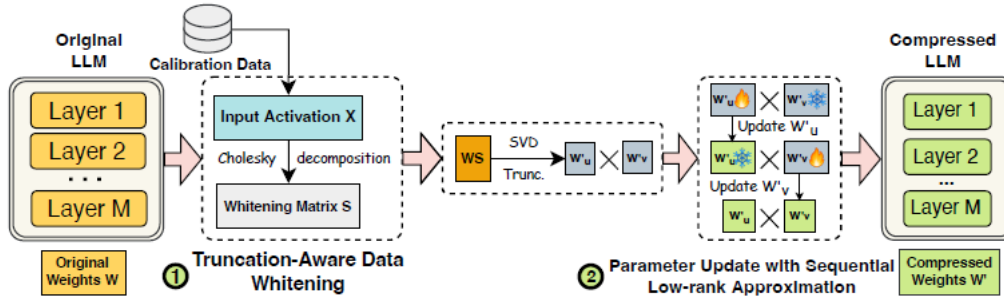 Original
LLM
Layer 1
Layer 2
. . .
Layer M
Original
Weights W
Calibration Data
Input Activation X
Cholesky decomposition
Whitening Matrix S
1 Truncation-Aware Data
Whitening
WS
SVD
Trunc.
W'u × W'v
W'u × W'v
Update W'u
W'u × W'v
Update W'v
W'u × W'v
2 Parameter Update with Sequential
Low-rank Approximation
Compressed
LLM
Layer 1
Layer 2
...
Layer M
Compressed
Weights W'